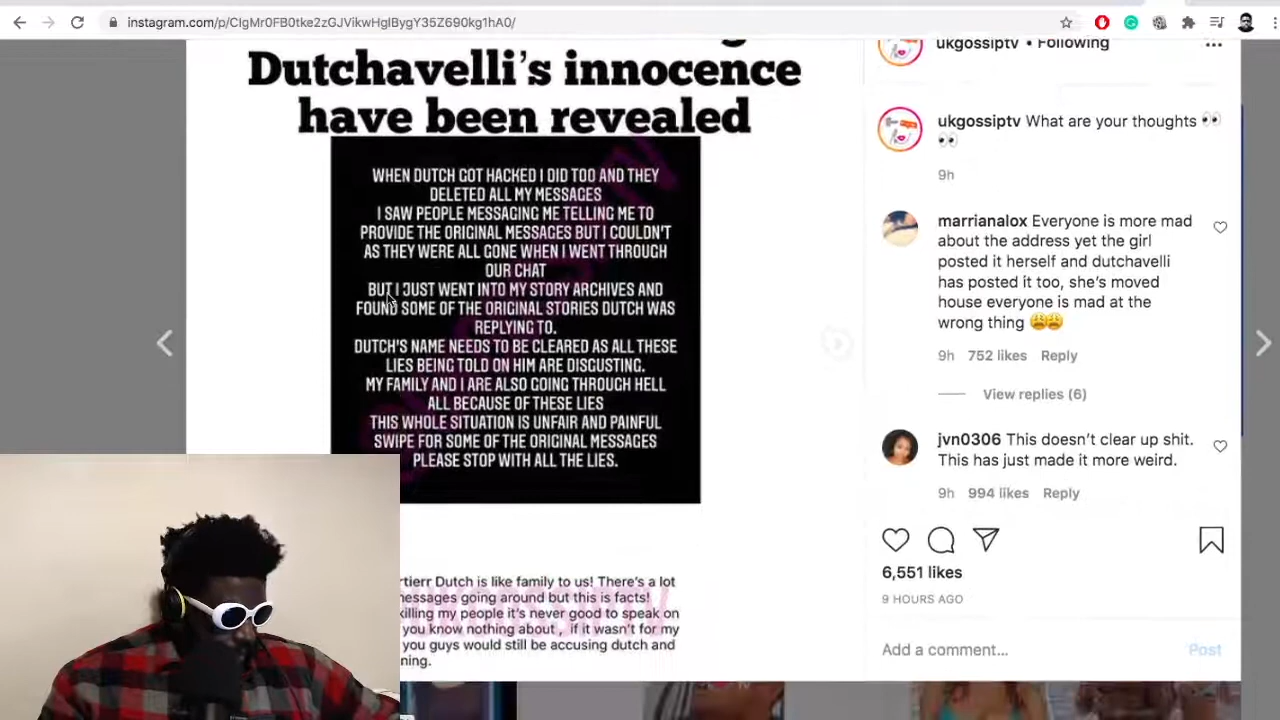 instagram.com/p/CIgMr0FB0tke2zGJVikwHgIBygY35Z690kg1hA0/
Dutchavelli's innocence
have been revealed
WHEN DUTCH GOT HACKED I DID TOO AND THEY
DELETED ALL MY MESSAGES
I SAW PEOPLE MESSAGING ME TELLING ME TO
PROVIDE THE ORIGINAL MESSAGES BUT I COULDN'T
AS THEY WERE ALL GONE WHEN I WENT THROUGH
OUR CHAT
BUT I JUST WENT INTO MY STORY ARCHIVES AND
FOUND SOME OF THE ORIGINAL STORIES DUTCH WAS
REPLYING TO.
DUTCH'S NAME NEEDS TO BE CLEARED AS ALL THESE
LIES BEING TOLD ON HIM ARE DISGUSTING.
MY FAMILY AND I ARE ALSO GOING THROUGH HELL
ALL BECAUSE OF THESE LIES
THIS WHOLE SITUATION IS UNFAIR AND PAINFUL
SWIPE FOR SOME OF THE ORIGINAL MESSAGES
PLEASE STOP WITH ALL THE LIES.
rtierr Dutch is like family to us! There's a lot
nessages going around but this is facts!
killing my people it's never good to speak on
you know nothing about , if it wasn't for my
you guys would still be accusing dutch and
ning.
ukgossiptv • Following
ukgossiptv What are your thoughts 👀
👀
9h
marrianalox Everyone is more mad
about the address yet the girl
posted it herself and dutchavelli
has posted it too, she's moved
house everyone is mad at the
wrong thing 😩😩
9h 752 likes Reply
View replies (6)
jvn0306 This doesn't clear up shit.
This has just made it more weird.
9h 994 likes Reply
6,551 likes
9 HOURS AGO
Add a comment... Post